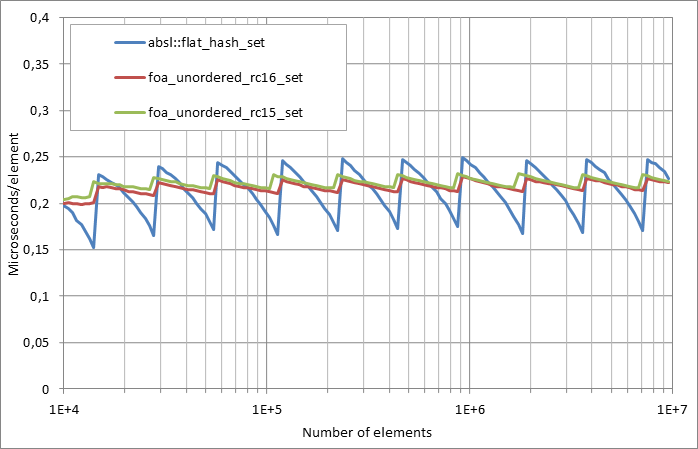 0,4
0,35
0,3
0,25
0,2
0,15
0,1
0,05
0
Microseconds/element
absl::flat_hash_set
foa_unordered_rc16_set
foa_unordered_rc15_set
1E+4
1E+5
1E+6
1E+7
Number of elements